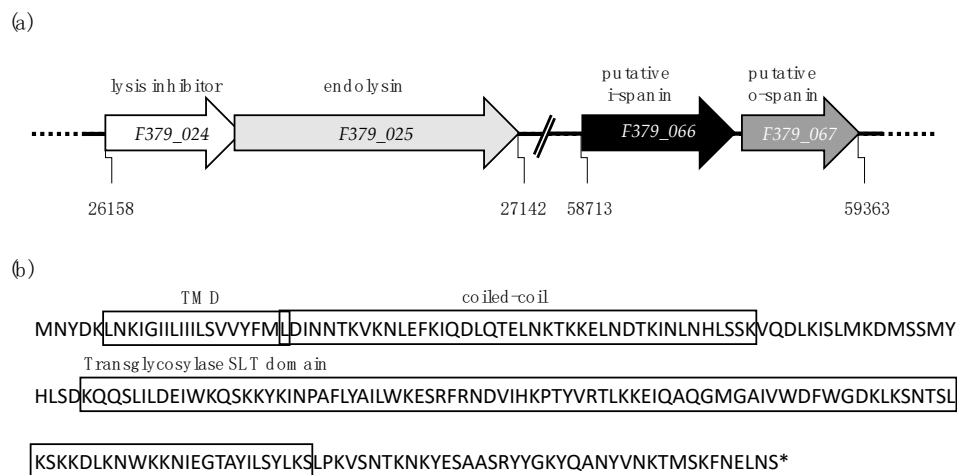 (a)
lysis inhibitor endolysin putative i-spanin putative o-spanin
F379_024 F379_025 F379_066 F379_067
26158 27142 58713 59363
(b)
TMD coiled-coil
MNYDKLNKIGIILIIILSVVYFMLDINNTKVKNLEFKIQDLQTELNKTKKELNDTKINLNHLSSKVQDLKISLMKDMSSMY
Transglycosylase SLT domain
HLSDKQQSLILDEIWKQSKKYKINPAFLYAILWKESRFRNDVIHKPTYVRTLKKEIQAQGMGAIVWDFWGDKLKSNTSL
KSKKDLKNWKKNIEGTAYILSYLKSLPKVSNTKNKYESAASRYYGKYQANYVNKTMSKFNELNS*